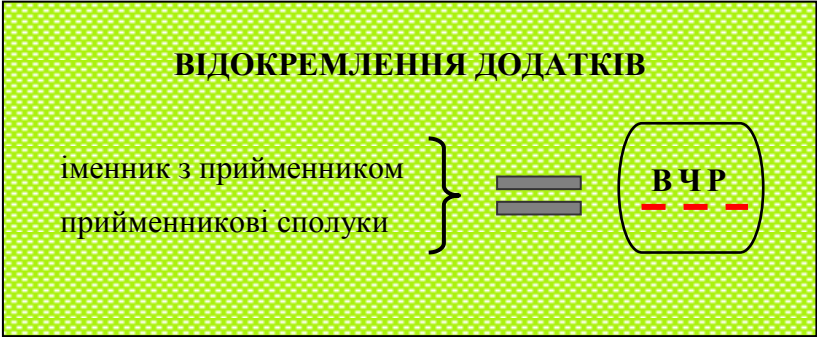 ВІДОКРЕМЛЕННЯ ДОДАТКІВ
іменник з прийменником
прийменникові сполуки
В Ч Р